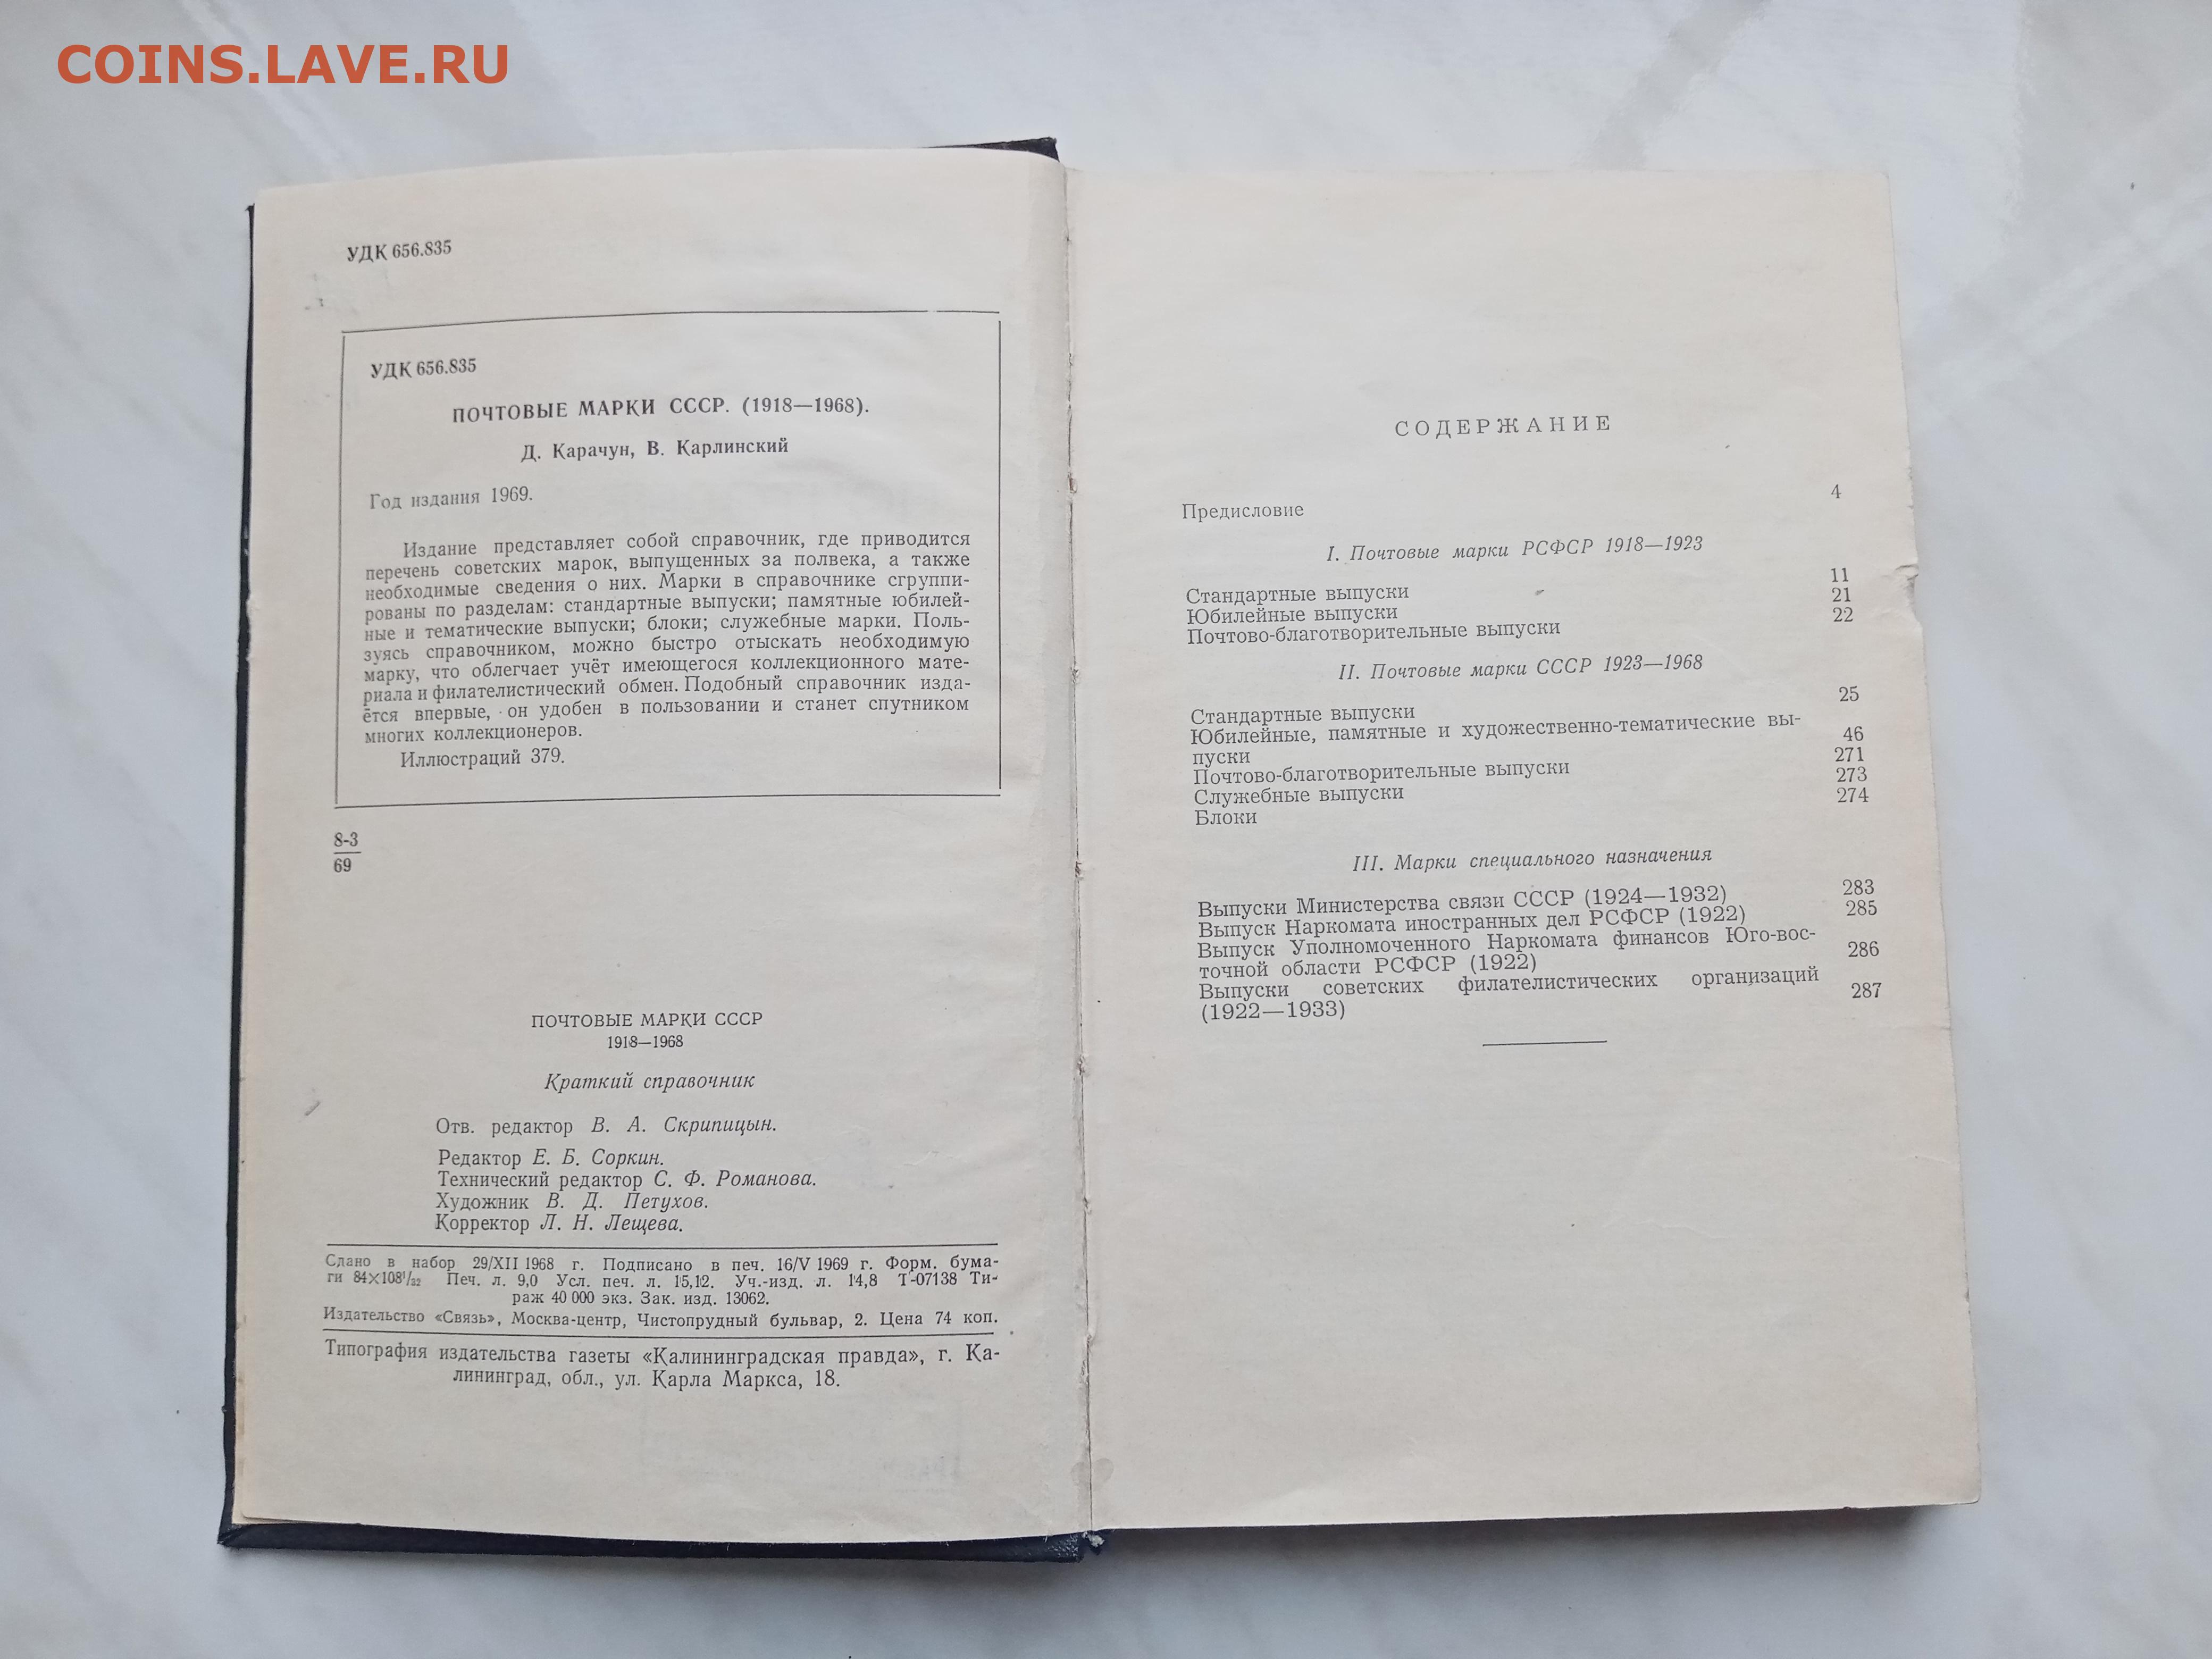 COINS.LAVE.RU
УДК 656.835
УДК 656.835
ПОЧТОВЫЕ МАРКИ СССР. (1918—1968).
Д. Карачун, В. Карлинский
Год издания 1969.
Издание представляет собой справочник, где приводится
перечень советских марок, выпущенных за полвека, а также
необходимые сведения о них. Марки в справочнике сгруппи-
рованы по разделам: стандартные выпуски; памятные юбилей-
ные и тематические выпуски; блоки; служебные марки. Поль-
зуясь справочником, можно быстро отыскать необходимую
марку, что облегчает учёт имеющегося коллекционного мате-
риала и филателистический обмен. Подобный справочник изда-
ётся впервые, он удобен в пользовании и станет спутником
многих коллекционеров.
Иллюстраций 379.
8-3
69
ПОЧТОВЫЕ МАРКИ СССР
1918—1968
Краткий справочник
Отв. редактор В. А. Скрипицын.
Редактор Е. Б. Соркин.
Технический редактор С. Ф. Романова.
Художник В. Д. Петухов.
Корректор Л. Н. Лещева.
Сдано в набор 29/XII 1968 г. Подписано в печ. 16/V 1969 г. Форм. бума-
ги 84×108¹/₃₂ Печ. л. 9,0 Усл. печ. л. 15,12. Уч.-изд. л. 14,8 Т-07138 Ти-
раж 40 000 экз. Зак. изд. 13062.
Издательство «Связь», Москва-центр, Чистопрудный бульвар, 2. Цена 74 коп.
Типография издательства газеты «Калининградская правда», г. Ка-
лининград, обл., ул. Карла Маркса, 18.
СОДЕРЖАНИЕ
Предисловие 4
I. Почтовые марки РСФСР 1918—1923
Стандартные выпуски 11
Юбилейные выпуски 21
Почтово-благотворительные выпуски 22
II. Почтовые марки СССР 1923—1968
Стандартные выпуски 25
Юбилейные, памятные и художественно-тематические вы-
пуски 46
Почтово-благотворительные выпуски 271
Служебные выпуски 273
Блоки 274
III. Марки специального назначения
Выпуски Министерства связи СССР (1924—1932) 283
Выпуск Наркомата иностранных дел РСФСР (1922) 285
Выпуск Уполномоченного Наркомата финансов Юго-вос-
точной области РСФСР (1922) 286
Выпуски советских филателистических организаций
(1922—1933) 287